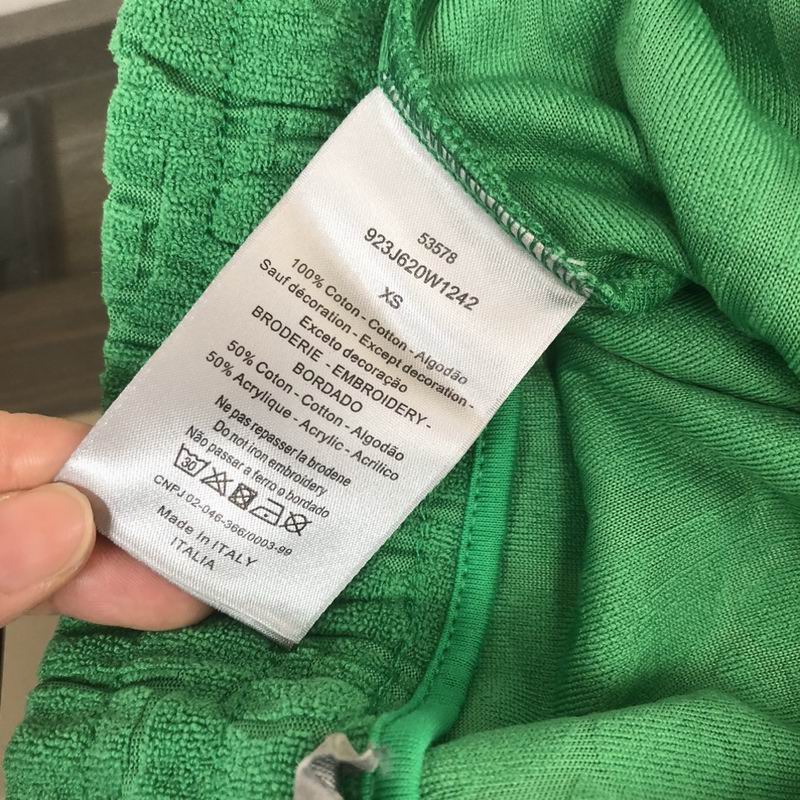 53578
923J620W1242
XS
100% Coton - Cotton - Algodão
Sauf décoration - Except decoration -
Exceto decoração
BRODERIE - EMBROIDERY -
BORDADO
50% Coton - Cotton - Algodão
50% Acrylique - Acrylic - Acrilico
Ne pas repasser la broderie
Do not iron embroidery
Não passar a ferro o bordado
30
CNPJ 02-046-366/0003-99
Made in ITALY
ITALIA